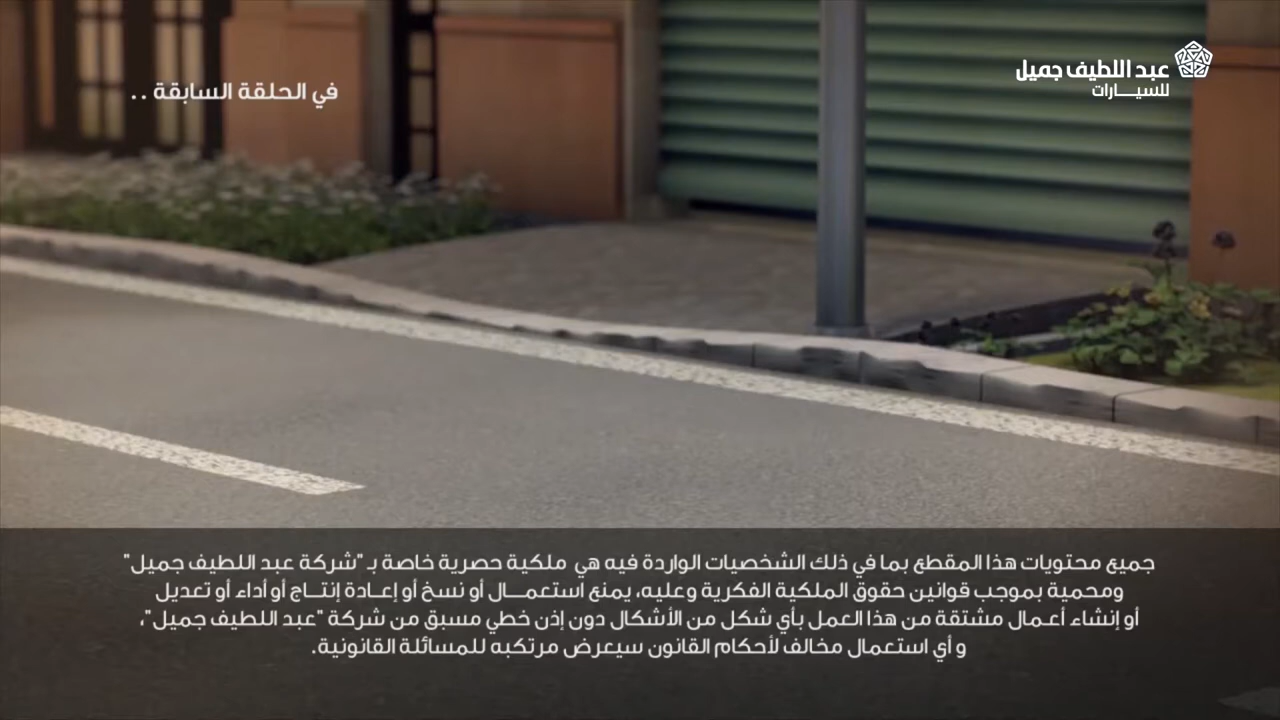 عبد اللطيف جميل
للسيـــارات
في الحلقة السابقة ..
جميع محتويات هذا المقطع بما في ذلك الشخصيات الواردة فيه هي ملكية حصرية خاصة بـ "شركة عبد اللطيف جميل"
ومحمية بموجب قوانين حقوق الملكية الفكرية وعليه، يمنع استعمـــال أو نسخ أو إعـادة إنتـــاج أو أداء أو تعديل
أو إنشاء أعـمال مشتقة من هذا العمل بأي شكل من الأشكال دون إذن خطي مسبق من شركة "عبد اللطيف جميل"،
و أي استعمال مخالف لأحكام القانون سيعرض مرتكبه للمسائلة القانونية.